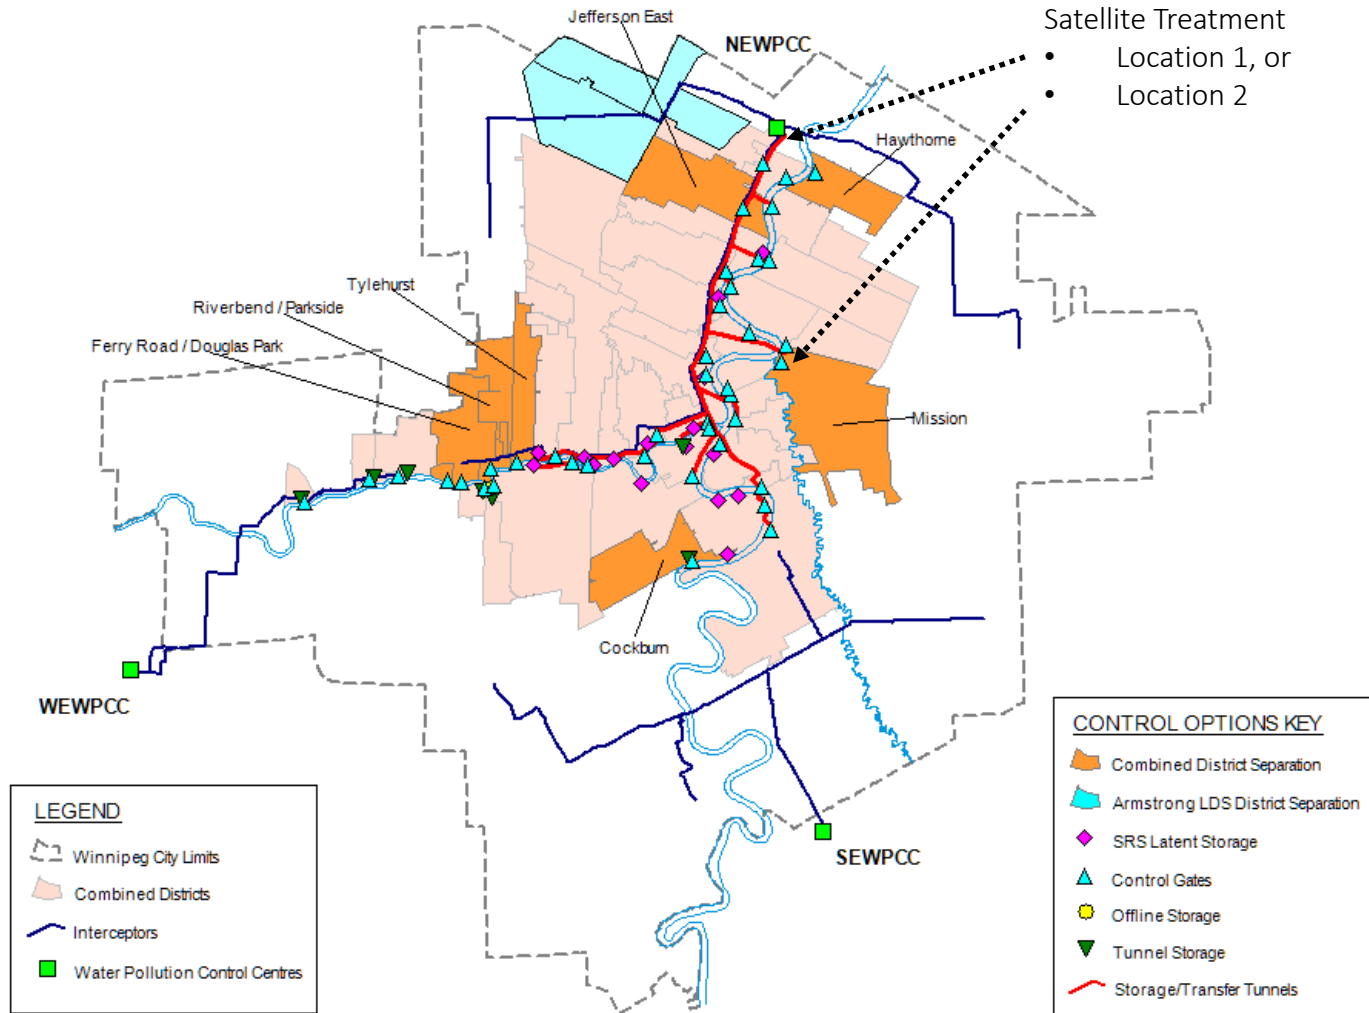 Satellite Treatment
• Location 1, or
• Location 2
Jefferson East
NEWPCC
Hawthorne
Tylehurst
Riverbend / Parkside
Ferry Road / Douglas Park
Mission
Cockburn
WEWPCC
SEWPCC
LEGEND
Winnipeg City Limits
Combined Districts
Interceptors
Water Pollution Control Centres
CONTROL OPTIONS KEY
Combined District Separation
Armstrong LDS District Separation
SRS Latent Storage
Control Gates
Offline Storage
Tunnel Storage
Storage/Transfer Tunnels